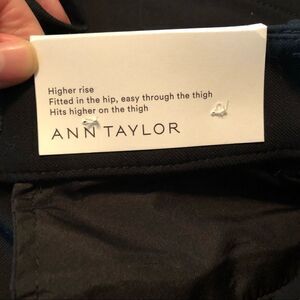 Higher rise
Fitted in the hip, easy through the thigh
Hits higher on the thigh
ANN TAYLOR